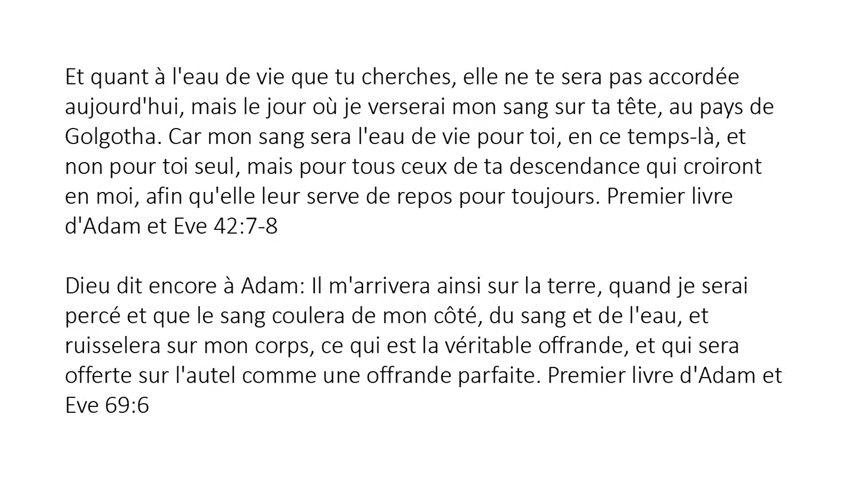 Et quant à l'eau de vie que tu cherches, elle ne te sera pas accordée
aujourd'hui, mais le jour où je verserai mon sang sur ta tête, au pays de
Golgotha. Car mon sang sera l'eau de vie pour toi, en ce temps-là, et
non pour toi seul, mais pour tous ceux de ta descendance qui croiront
en moi, afin qu'elle leur serve de repos pour toujours. Premier livre
d'Adam et Eve 42:7-8
Dieu dit encore à Adam: Il m'arrivera ainsi sur la terre, quand je serai
percé et que le sang coulera de mon côté, du sang et de l'eau, et
ruisselera sur mon corps, ce qui est la véritable offrande, et qui sera
offerte sur l'autel comme une offrande parfaite. Premier livre d'Adam et
Eve 69:6